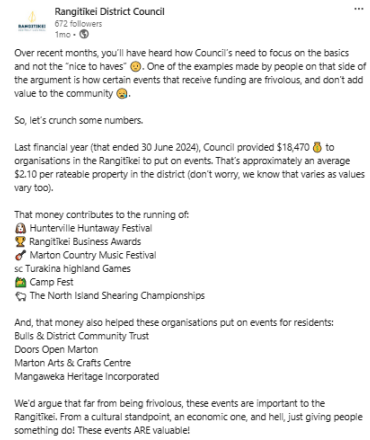 RANGITĪKEI
Rangitīkei District Council
672 followers
1mo •
Over recent months, you'll have heard how Council's need to focus on the basics
and not the "nice to haves" 😟. One of the examples made by people on that side of
the argument is how certain events that receive funding are frivolous, and don't add
value to the community 😪.
So, let's crunch some numbers.
Last financial year (that ended 30 June 2024), Council provided $18,470 💰 to
organisations in the Rangitīkei to put on events. That's approximately an average
$2.10 per rateable property in the district (don't worry, we know that varies as values
vary too).
That money contributes to the running of:
Hunterville Huntaway Festival
🏆 Rangitīkei Business Awards
🎸 Marton Country Music Festival
sc Turakina highland Games
🏕️ Camp Fest
🐑 The North Island Shearing Championships
And, that money also helped these organisations put on events for residents:
Bulls & District Community Trust
Doors Open Marton
Marton Arts & Crafts Centre
Mangaweka Heritage Incorporated
We'd argue that far from being frivolous, these events are important to the
Rangitīkei. From a cultural standpoint, an economic one, and hell, just giving people
something do! These events ARE valuable!